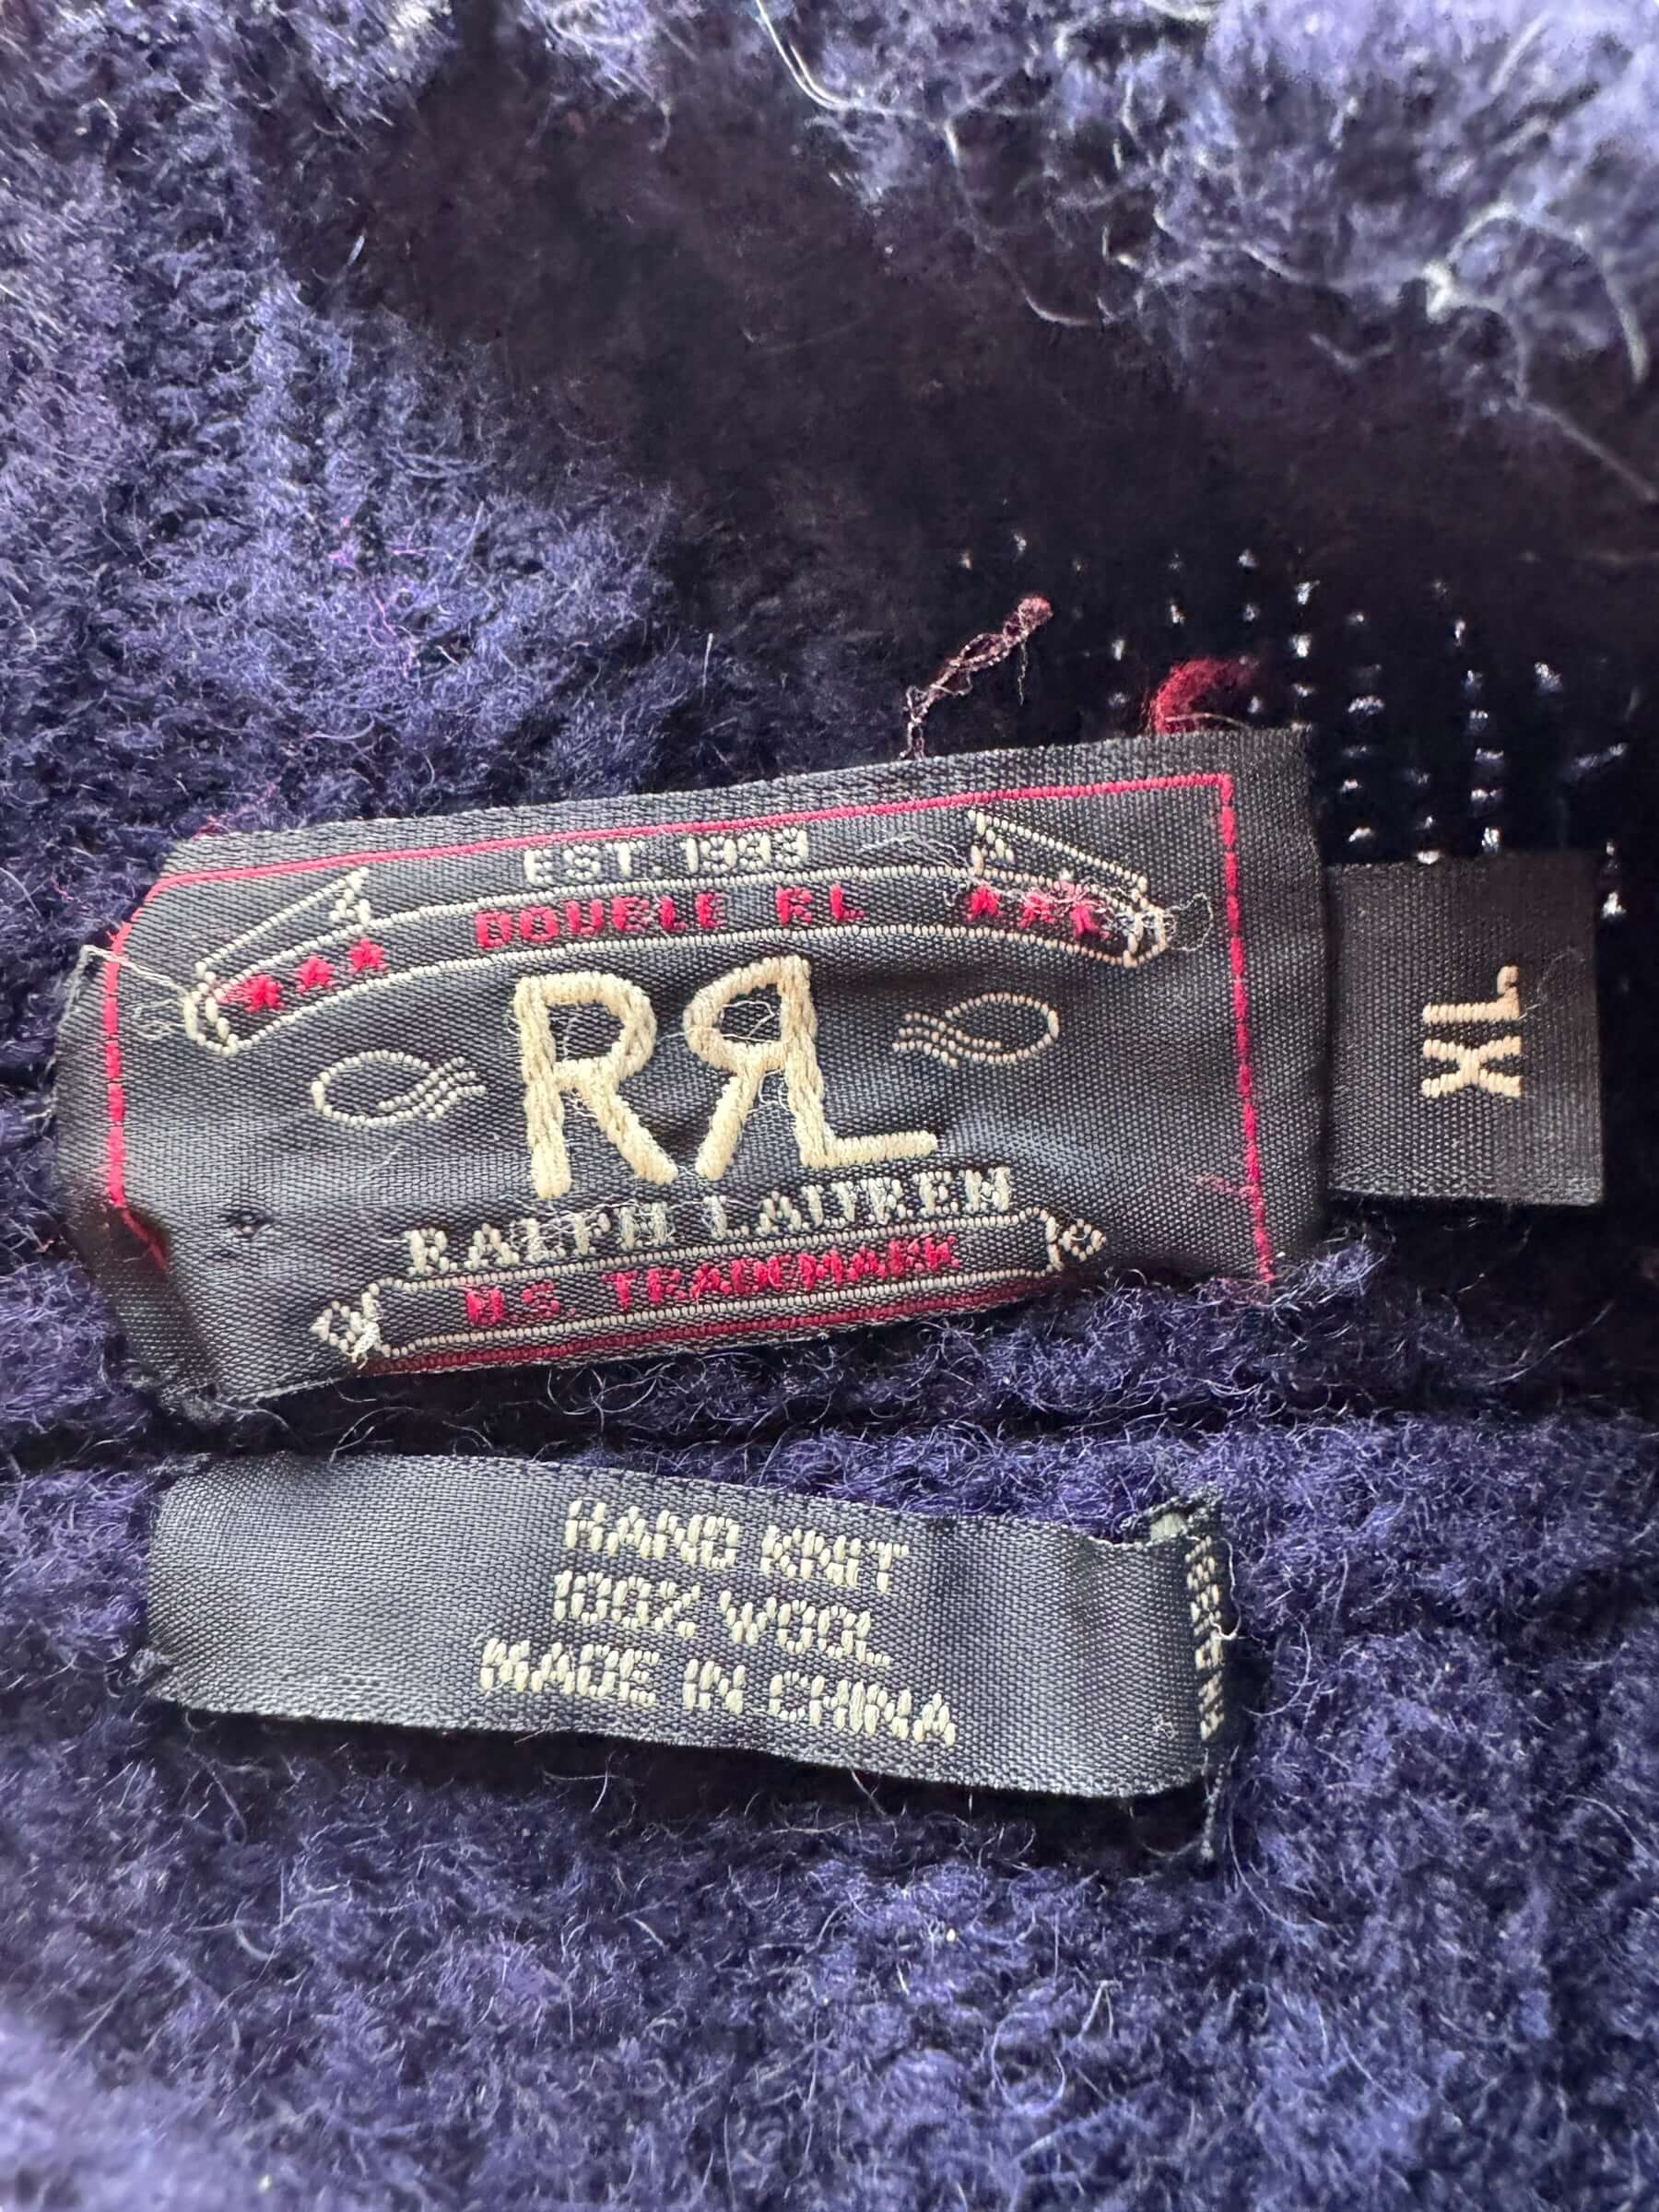 EST. 1993
DOUBLE RL
RRL
RALPH LAUREN
U.S. TRADEMARK
XL
HAND KNIT
100% WOOL
MADE IN CHINA